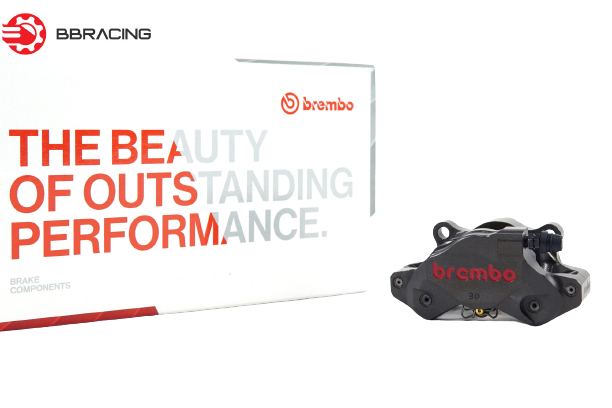 BBRACING
brembo
THE BEAUTY
OF OUTSTANDING
PERFORMANCE.
BRAKE
COMPONENTS
brembo
30